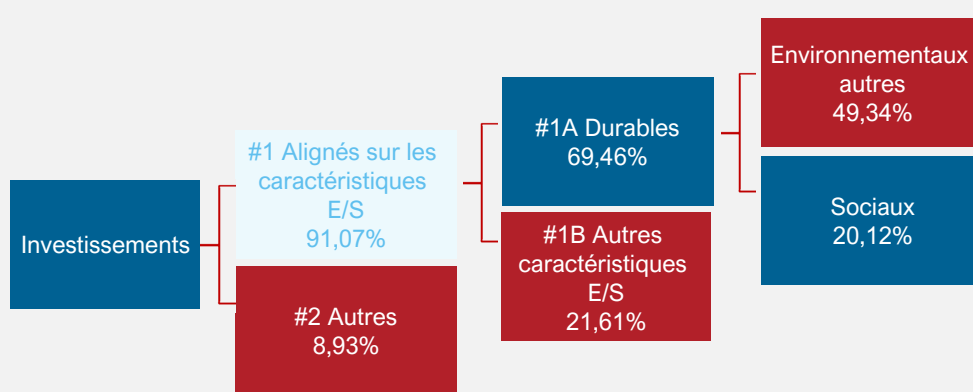 Investissements
#1 Alignés sur les
caractéristiques
E/S
91,07%
#2 Autres
8,93%
#1A Durables
69,46%
#1B Autres
caractéristiques
E/S
21,61%
Environnementaux
autres
49,34%
Sociaux
20,12%